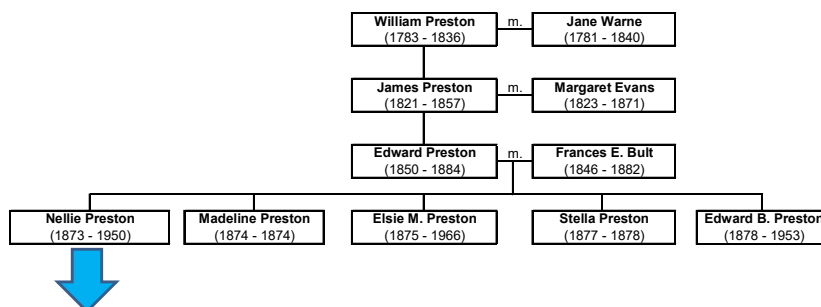 William Preston
(1783 - 1836)
m.
Jane Warne
(1781 - 1840)
James Preston
(1821 - 1857)
m.
Margaret Evans
(1823 - 1871)
Edward Preston
(1850 - 1884)
m.
Frances E. Bult
(1846 - 1882)
Nellie Preston
(1873 - 1950)
Madeline Preston
(1874 - 1874)
Elsie M. Preston
(1875 - 1966)
Stella Preston
(1877 - 1878)
Edward B. Preston
(1878 - 1953)